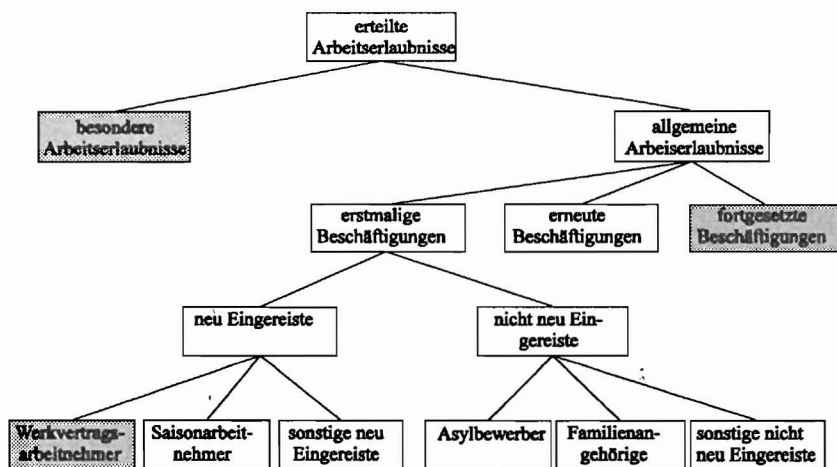 erteilte
Arbeitserlaubnisse
besondere
Arbeitserlaubnisse
allgemeine
Arbeiserlaubnisse
erstmalige
Beschäftigungen
erneute
Beschäftigungen
fortgesetzte
Beschäftigungen
neu Eingereiste
nicht neu Ein-
gereiste
Werkvertrags-
arbeitnehmer
Saisonarbeit-
nehmer
sonstige neu
Eingereiste
Asylbewerber
Familienan-
gehörige
sonstige nicht
neu Eingereiste